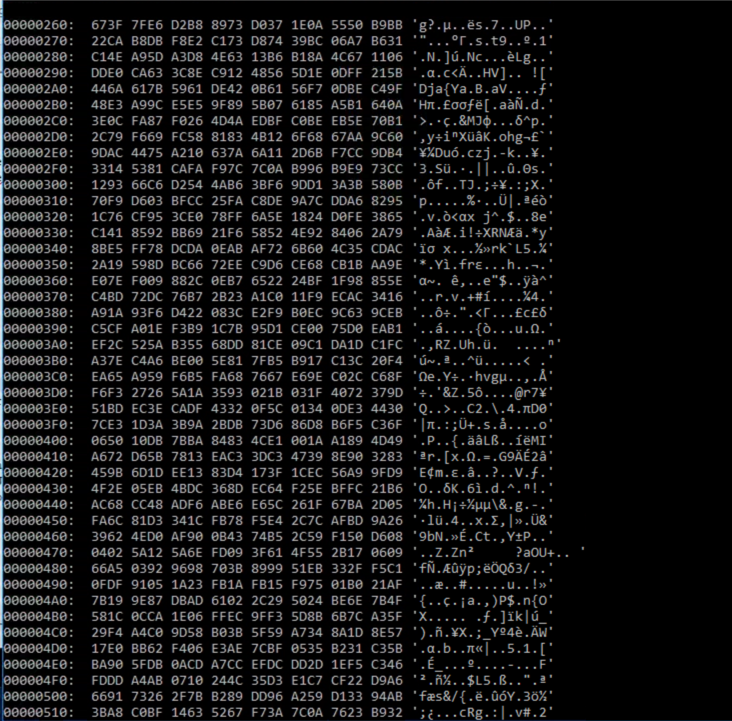 00000260: 673F 7FE6 D2B8 8973 D037 1E0A 5550 B9BB 'g?.µ..ës.7..UP..'
00000270: 22CA B8DB F8E2 C173 D874 39BC 06A7 B631 '"...°Γ.s.t9..º.1'
00000280: C14E A95D A3D4 8E63 13B6 B18A 4C67 1106 '.N.]ú.Nc...èLg..'
00000290: DDE0 CA63 3C8E C912 4856 5D1E 0DFF 215B '.α.c<Ä..HV].. !['
000002A0: 446A 617B 5961 DE42 0B61 56F7 0DBE C49F 'Dja{Ya.B.aV....ƒ'
000002B0: 48E3 A99C E5E5 9F89 5B07 6185 A5B1 640A 'Hπ.£σσƒë[.aàÑ.d.'
000002C0: 3E0C FA87 F026 4D4A EDBF C0BE EB5E 70B1 '>.·ç.&MJφ...δ^p.'
000002D0: 2C79 F669 FC58 8183 4B12 6F68 67AA 9C60 ',y÷iⁿXüâK.ohg¬£`'
000002E0: 9DAC 4475 A210 637A 6A11 2D6B F7CC 9DB4 '¥¼Duó.czj.-k..¥.'
000002F0: 3314 5381 CAFA F97C 7C0A B996 B9E9 73CC '3.Sü.·.||..û.Θs.'
00000300: 1293 66C6 D254 4AB6 3BF6 9DD1 3A3B 580B '.ôf..TJ.;÷¥.:;X.'
00000310: 70F9 D603 BFCC 25FA C8DE 9A7C DDA6 8295 'p.....%·..Ü|.ªéò'
00000320: 1C76 CF95 3CE0 78FF 6A5E 1824 D0FE 3865 '.v.ò<αx j^.$..8e'
00000330: C141 8592 BB69 21F6 5852 4E92 8406 2A79 '.AàÆ.i!÷XRNÆä.*y'
00000340: 8BE5 FF78 DCDA 0EAB AF72 6B60 4C35 CDAC 'ïσ x...½»rk`L5.¼'
00000350: 2A19 598D BC66 72EE C9D6 CE68 CB1B AA9E '*.Yì.frε...h..¬.'
00000360: E07E F009 882C 0EB7 6522 24BF 1F98 855E 'α~. ê,..e"$..ÿà^'
00000370: C4BD 72DC 76B7 2B23 A1C0 11F9 ECAC 3416 '..r.v.+#í....¼4.'
00000380: A91A 93F6 D422 083C E2F9 B0EC 9C63 9CEB '..ô÷.".<Γ...£c£δ'
00000390: C5CF A01E F3B9 1C7B 95D1 CE00 75D0 EAB1 '..á....{ò...u.Ω.'
000003A0: EF2C 525A B355 68DD 81CE 09C1 DA1D C1FC '.,RZ.Uh.ü. ....ⁿ'
000003B0: A37E C4A6 BE00 5E81 7FB5 B917 C13C 20F4 'ú~.ª..^ü.....< .'
000003C0: EA65 A959 F6B5 FA68 7667 E69E C02C C68F 'Ωe.Y÷.·hvgµ..,.Å'
000003D0: F6F3 2726 5A1A 3593 021B 031F 4072 379D '÷.'&Z.5ô....@r7¥'
000003E0: 51BD EC3E CADF 4332 0F5C 0134 0DE3 4430 'Q..>..C2.\.4.πD0'
000003F0: 7CE3 1D3A 3B9A 2BDB 73D6 86D8 B6F5 C36F '|π.:;Ü+.s.å....o'
00000400: 0650 10DB 7BBA 8483 4CE1 001A A189 4D49 '.P..{.äâLß..íëMI'
00000410: A672 D65B 7813 EAC3 3DC3 4739 8E90 3283 'ªr.[x.Ω.=.G9ÄÉ2â'
00000420: 459B 6D1D EE13 83D4 173F 1CEC 56A9 9FD9 'E¢m.ε.â..?..V.ƒ.'
00000430: 4F2E 05EB 4BDC 368D EC64 F25E BFFC 21B6 'O..δK.6ì.d.^.ⁿ!.'
00000440: AC68 CC48 ADF6 ABE6 E65C 261F 67BA 2D05 '¼h.H¡÷½µµ\&.g.-.'
00000450: FA6C 81D3 341C FB78 F5E4 2C7C AFBD 9A26 '·lü.4..x.Σ,|».Ü&'
00000460: 3962 4ED0 AF90 0B43 74B5 2C59 F150 D608 '9bN.»É.Ct.,Y±P..'
00000470: 0402 5A12 5A6E FD09 3F61 4F55 2B17 0609 '..Z.Zn² ?aOU+.. '
00000480: 66A5 0392 9698 703B 8999 51EB 332F F5C1 'fÑ.Æûÿp;ëÖQδ3/..'
00000490: 0FDF 9105 1A23 FB1A FB15 F975 01B0 21AF '..æ..#.....u..!»'
000004A0: 7B19 9E87 DBAD 6102 2C29 5024 BE6E 7B4F '{..ç.¡a.,)P$.n{O'
000004B0: 581C 0CCA 1E06 FFEC 9FF3 5D8B 6B7C A35F 'X..... .ƒ.]ïk|ú_'
000004C0: 29F4 A4C0 9D58 B03B 5F59 A734 8A1D 8E57 ').ñ.¥X.;_Yº4è.ÄW'
000004D0: 17E0 BB62 F406 E3AE 7CBF 0535 B231 C35B '.α.b..π«|..5.1.['
000004E0: BA90 5FDB 0ACD A7CC EFDC DD2D 1EF5 C346 '.É_...º....-...F'
000004F0: FDDD A4AB 0710 244C 35D3 E1C7 CF22 D9A6 '².ñ½..$L5.ß..".ª'
00000500: 6691 7326 2F7B B289 DD96 A259 D133 94AB 'fæs&/{.ë.ûóY.3ö½'
00000510: 3BA8 C0BF 1463 5267 F73A 7C0A 7623 B932 ';¿...cRg.:|.v#.2'